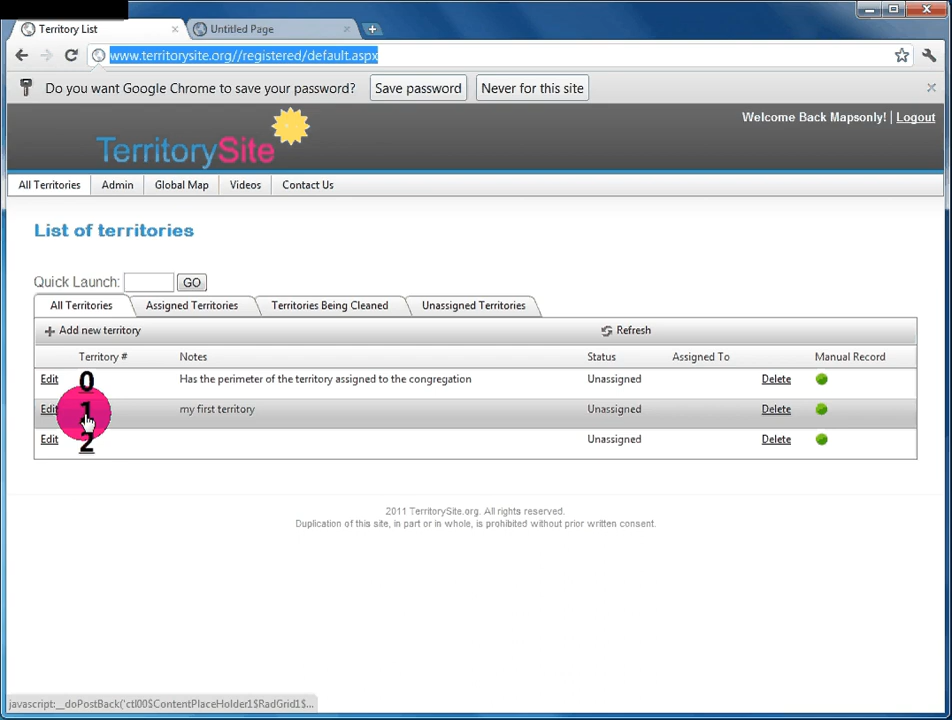 Territory List
Untitled Page
www.territorysite.org//registered/default.aspx
Do you want Google Chrome to save your password? Save password Never for this site
Welcome Back Mapsonly! | Logout
TerritorySite
All Territories Admin Global Map Videos Contact Us
List of territories
Quick Launch: GO
All Territories Assigned Territories Territories Being Cleaned Unassigned Territories
Add new territory Refresh
Territory # Notes Status Assigned To Manual Record
Edit 0 Has the perimeter of the territory assigned to the congregation Unassigned Delete
Edit 1 my first territory Unassigned Delete
Edit 2 Unassigned Delete
2011 TerritorySite.org. All rights reserved.
Duplication of this site, in part or in whole, is prohibited without prior written consent.
javascript:__doPostBack('ctl00$ContentPlaceHolder1$RadGrid1$...